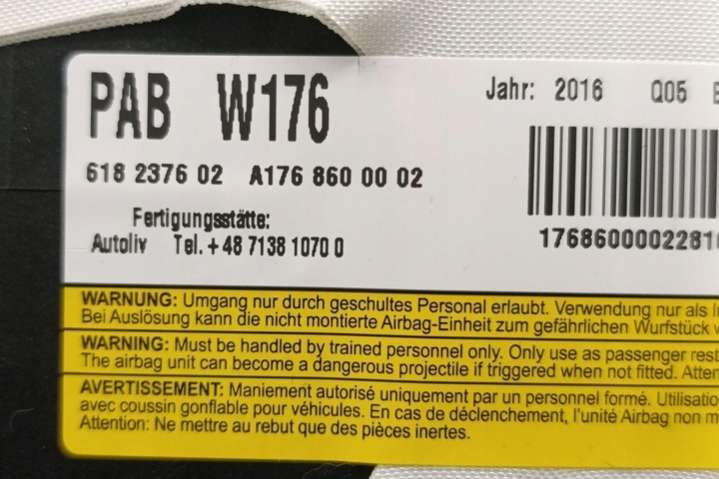 PAB W176
Jahr: 2016 Q05
618 2376 02 A176 860 00 02
Fertigungsstätte:
Autoliv Tel. +48 7138 1070 0
17686000022810
WARNUNG: Umgang nur durch geschultes Personal erlaubt. Verwendung nur als
Bei Auslösung kann die nicht montierte Airbag-Einheit zum gefährlichen Wurfstück
WARNING: Must be handled by trained personnel only. Only use as passenger
The airbag unit can become a dangerous projectile if triggered when not fitted.
AVERTISSEMENT: Maniement autorisé uniquement par un personnel formé.
avec coussin gonflable pour véhicules. En cas de déclenchement, l'unité Airbag non
Attention: Ne mettre au rebut que des pièces inertes.